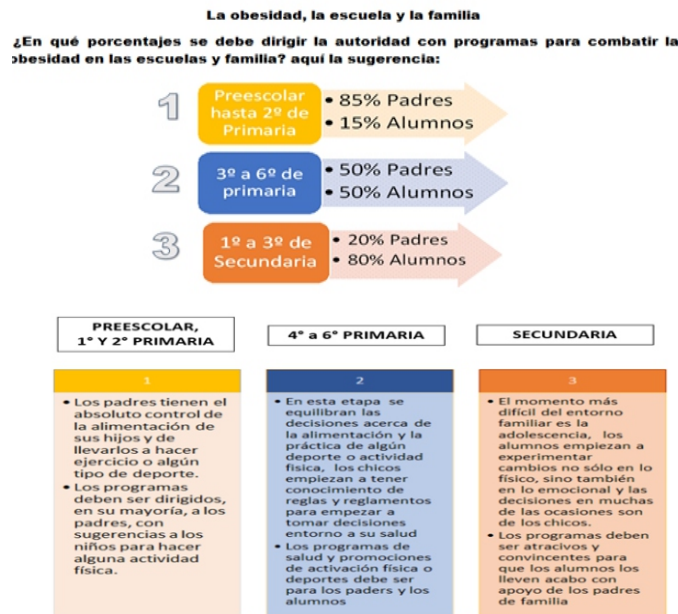 La obesidad, la escuela y la familia
¿En qué porcentajes se debe dirigir la autoridad con programas para combatir la
obesidad en las escuelas y familia? aquí la sugerencia:
1
Preescolar
hasta 2º de
Primaria
• 85% Padres
• 15% Alumnos
2
3º a 6º de
primaria
• 50% Padres
• 50% Alumnos
3
1º a 3º de
Secundaria
• 20% Padres
• 80% Alumnos
PREESCOLAR,
1° Y 2° PRIMARIA
4° a 6° PRIMARIA
SECUNDARIA
1
• Los padres tienen el
absoluto control de
la alimentación de
sus hijos y de
llevarlos a hacer
ejercicio o algún
tipo de deporte.
• Los programas
deben ser dirigidos,
en su mayoría, a los
padres, con
sugerencias a los
niños para hacer
alguna actividad
física.
2
• En esta etapa se
equilibran las
decisiones acerca de
la alimentación y la
práctica de algún
deporte o actividad
física, los chicos
empiezan a tener
conocimiento de
reglas y reglamentos
para empezar a
tomar decisiones
entorno a su salud
• Los programas de
salud y promociones
de activación física o
deportes debe ser
para los paders y los
alumnos
3
• El momento más
difícil del entorno
familiar es la
adolescencia, los
alumnos empiezan a
experimentar
cambios no sólo en lo
físico, sino también
en lo emocional y las
decisiones en muchas
de las ocasiones son
de los chicos.
• Los programas deben
ser atracivos y
convincentes para
que los alumnos los
lleven acabo con
apoyo de los padres
de familia